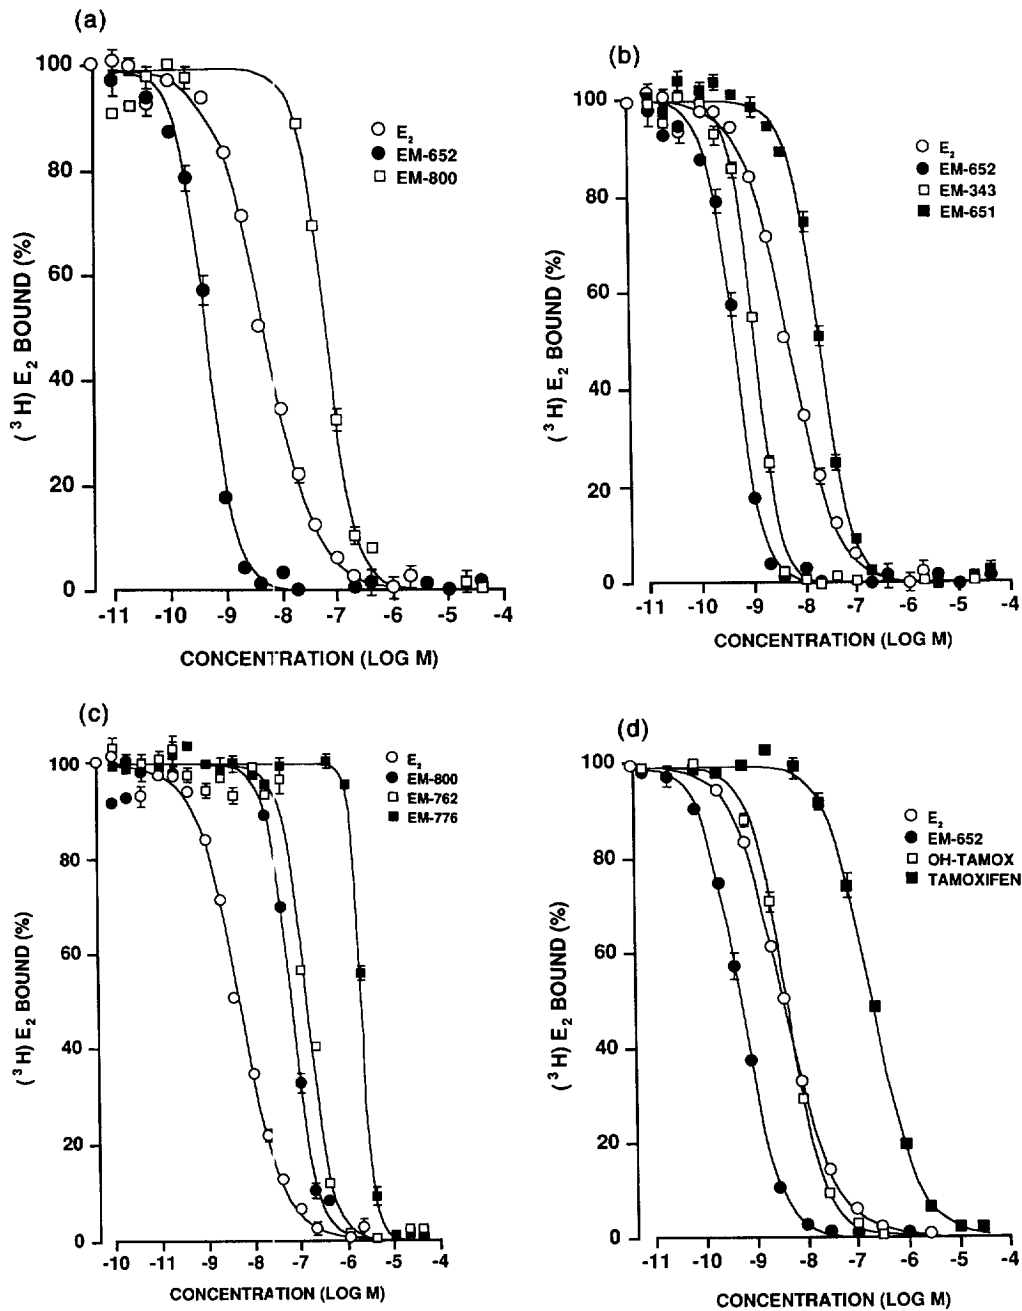 (a)
100
80
60
40
20
0
(³H) E₂ BOUND (%)
E₂
EM-652
EM-800
-11 -10 -9 -8 -7 -6 -5 -4
CONCENTRATION (LOG M)
(b)
100
80
60
40
20
0
(³H) E₂ BOUND (%)
E₂
EM-652
EM-343
EM-651
-11 -10 -9 -8 -7 -6 -5 -4
CONCENTRATION (LOG M)
(c)
100
80
60
40
20
0
(³H) E₂ BOUND (%)
E₂
EM-800
EM-762
EM-776
-10 -11 -9 -8 -7 -6 -5 -4
CONCENTRATION (LOG M)
(d)
100
80
60
40
20
0
(³H) E₂ BOUND (%)
E₂
EM-652
OH-TAMOX
TAMOXIFEN
-11 -10 -9 -8 -7 -6 -5 -4
CONCENTRATION (LOG M)